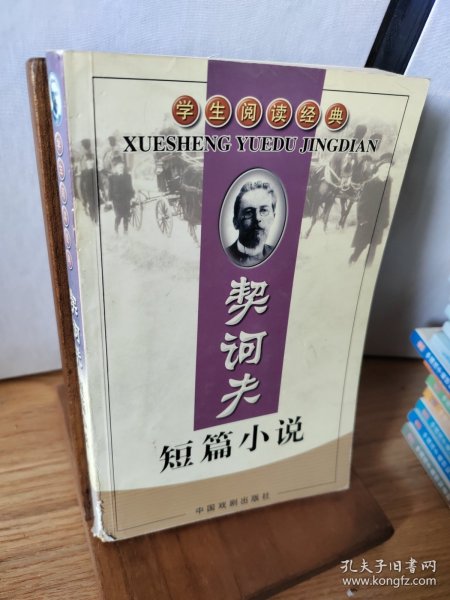 学生阅读经典
XUESHENG YUEDU JINGDIAN
契诃夫
短篇小说
中国戏剧出版社
孔夫子旧书网
www.kongfz.com